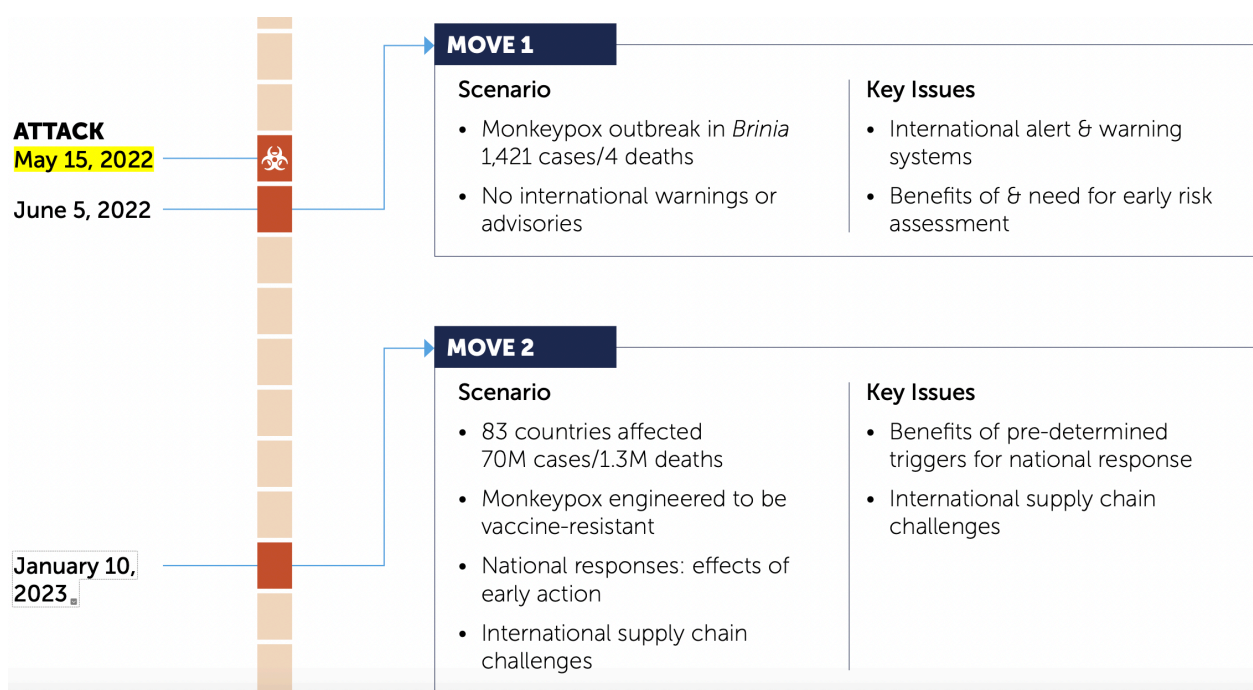 ATTACK
May 15, 2022
June 5, 2022
MOVE 1
Scenario
• Monkeypox outbreak in Brinia
1,421 cases/4 deaths
• No international warnings or
advisories
Key Issues
• International alert & warning
systems
• Benefits of & need for early risk
assessment
January 10,
2023
MOVE 2
Scenario
• 83 countries affected
70M cases/1.3M deaths
• Monkeypox engineered to be
vaccine-resistant
• National responses: effects of
early action
• International supply chain
challenges
Key Issues
• Benefits of pre-determined
triggers for national response
• International supply chain
challenges